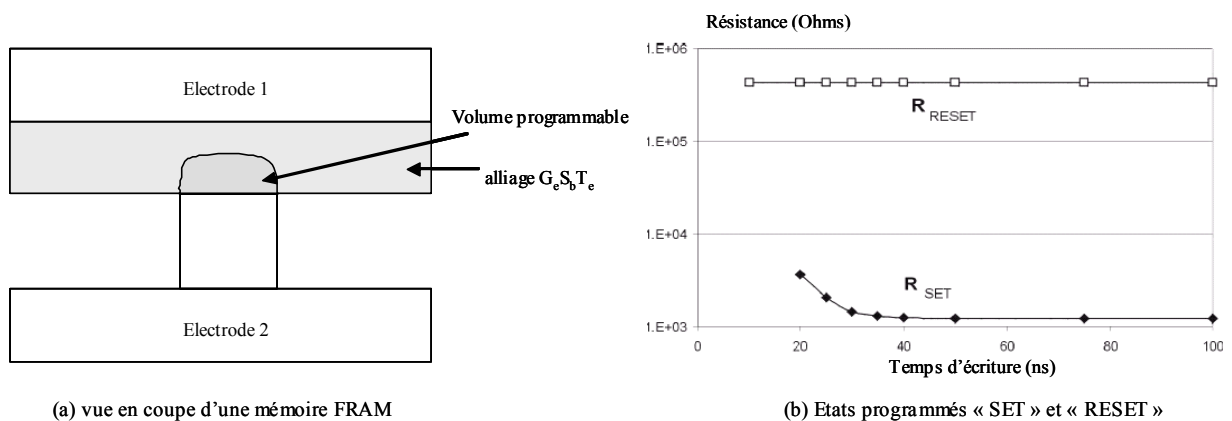 Electrode 1
Volume programmable
alliage GeSbTe
Electrode 2
(a) vue en coupe d'une mémoire FRAM
Résistance (Ohms)
1.E+06
1.E+05
1.E+04
1.E+03
R RESET
R SET
0 20 40 60 80 100
Temps d'écriture (ns)
(b) Etats programmés « SET » et « RESET »